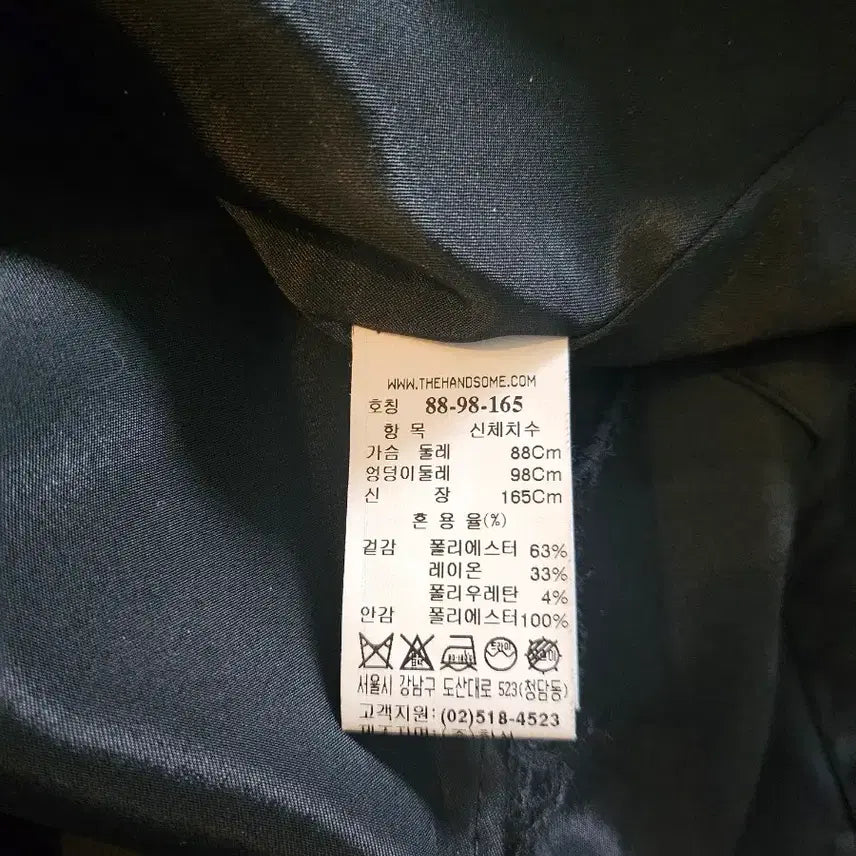 WWW.THEHANDSOME.COM
호칭 88-98-165
항 목 신체치수
가슴 둘레 88Cm
엉덩이둘레 98Cm
신 장 165Cm
혼 용 율(%)
겉감 폴리에스터 63%
레이온 33%
폴리우레탄 4%
안감 폴리에스터100%
드라이
서울시 강남구 도산대로 523(청담동)
고객지원: (02)518-4523